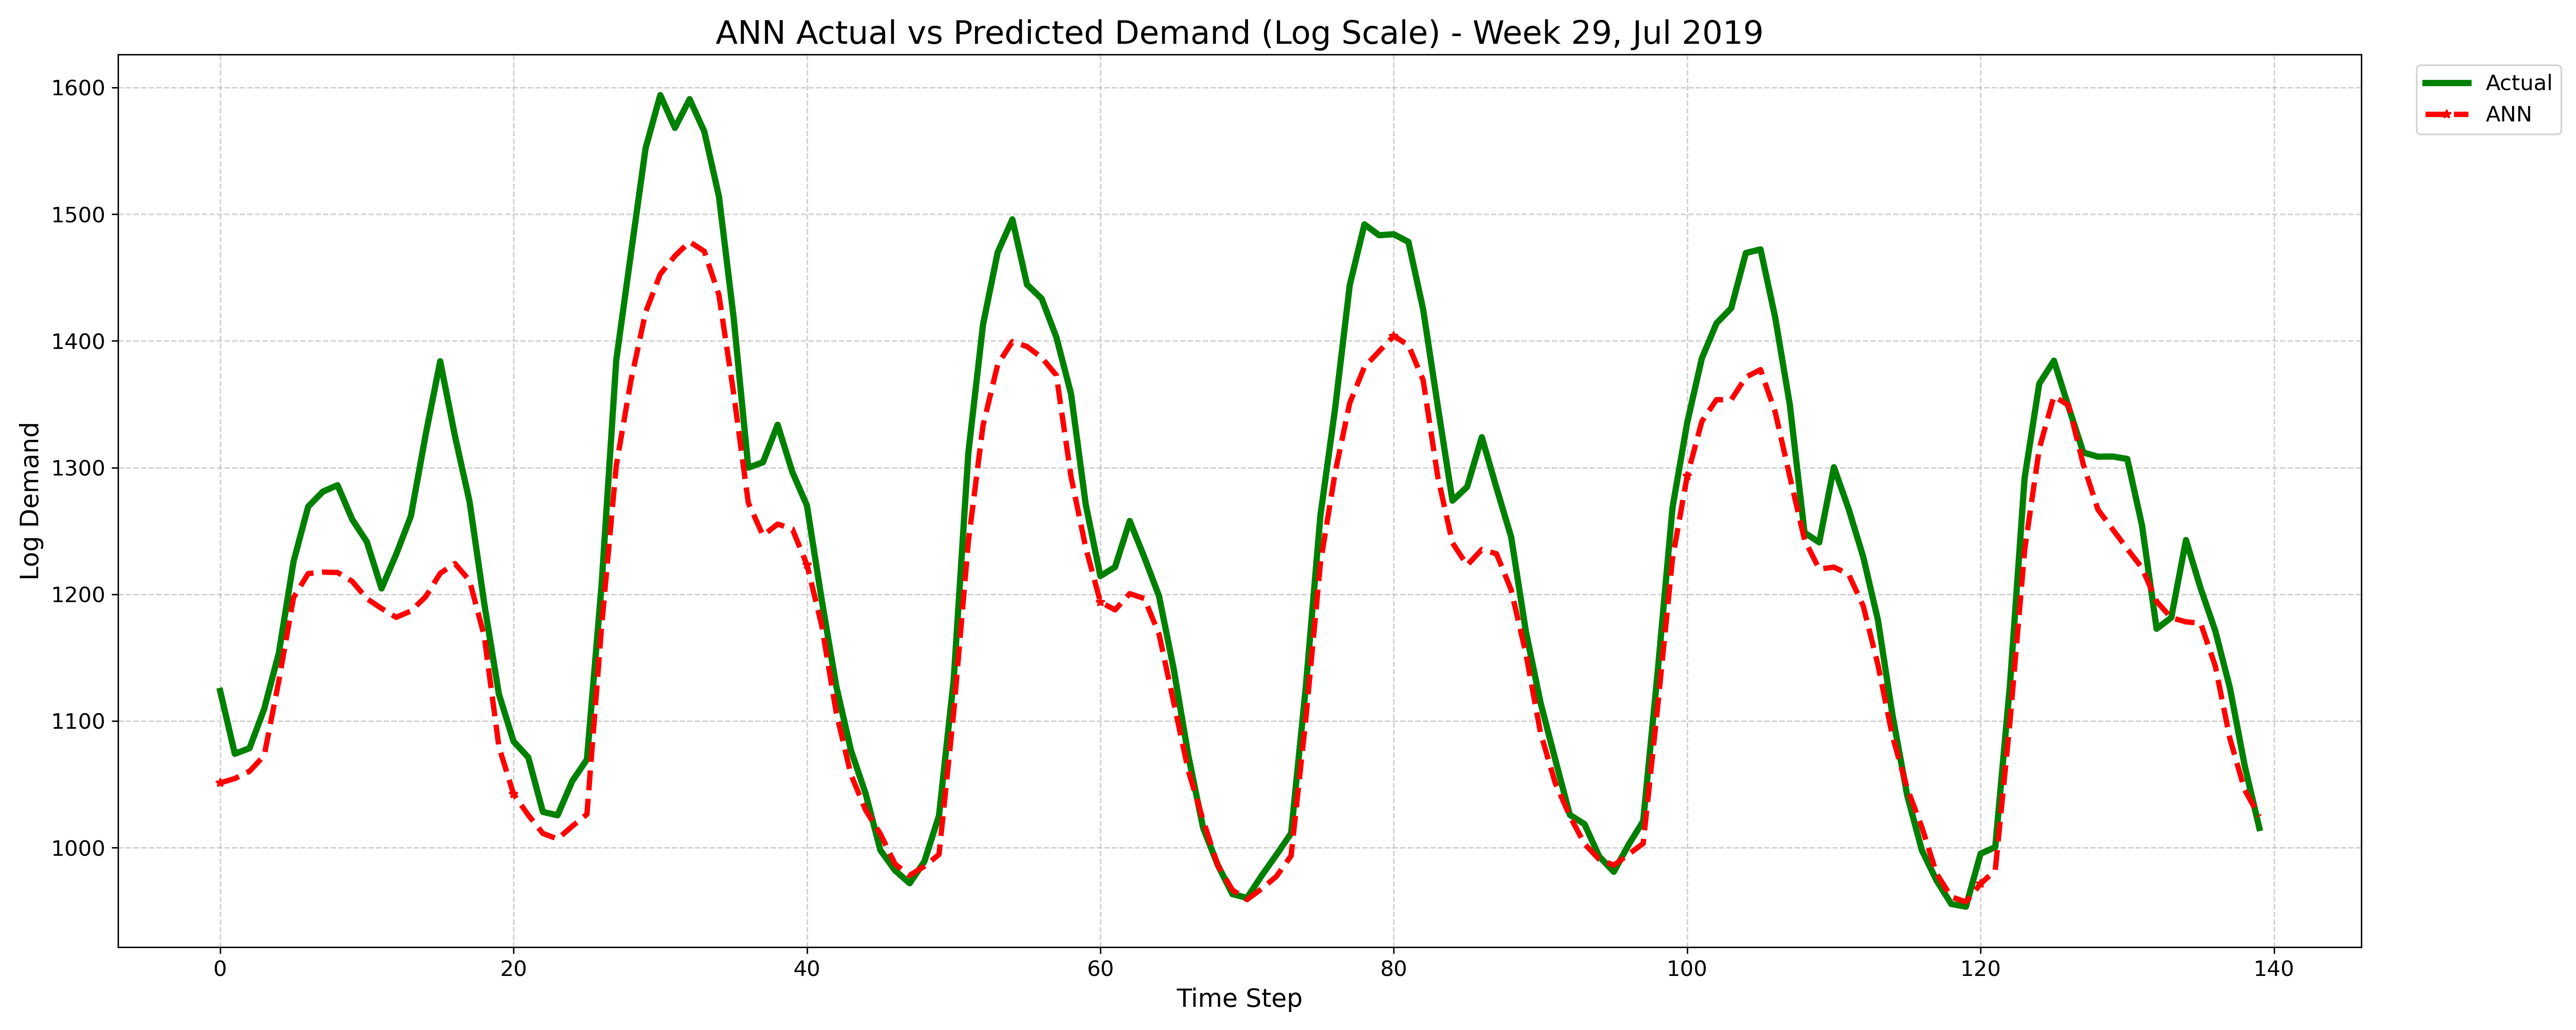 ANN Actual vs Predicted Demand (Log Scale) - Week 29, Jul 2019
Actual
ANN
1600
1500
1400
1300
1200
1100
1000
Log Demand
0 20 40 60 80 100 120 140
Time Step